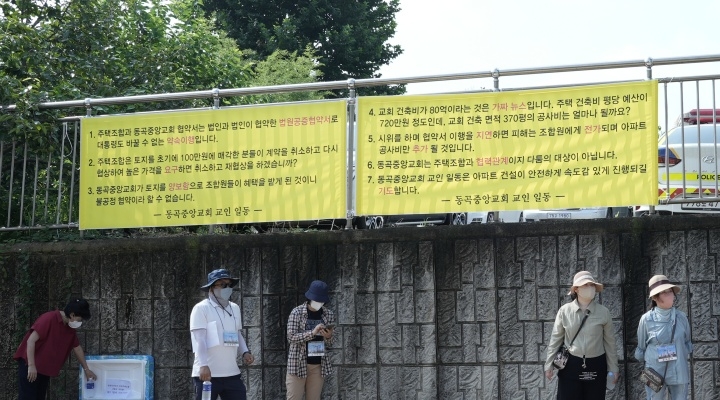 1. 주택조합과 동곡중앙교회 협약서는 법인과 법인이 협약한 법원공증협약서로
대통령도 바꿀 수 없는 약속이행입니다.
2. 주택조합은 토지를 초기에 100만원에 매각한 분들이 계약을 취소하고 다시
협상하여 높은 가격을 요구하면 취소하고 재협상을 하겠습니까?
3. 동곡중앙교회가 토지를 양보함으로 조합원들이 혜택을 받게 된 것이니
불공정 협약이라 할 수 없습니다.
— 동곡중앙교회 교인 일동 —
4. 교회 건축비가 80억이라는 것은 가짜 뉴스입니다. 주택 건축비 평당 예산이
720만원 정도인데, 교회 건축 면적 370평의 공사비는 얼마나 될까요?
5. 시위를 하며 협약서 이행을 지연하면 피해는 조합원에게 전가되며 아파트
공사비만 추가 될 것입니다.
6. 동곡중앙교회는 주택조합과 협력관계이지 다툼의 대상이 아닙니다.
7. 동곡중앙교회 교인 일동은 아파트 건설이 안전하게 속도감 있게 진행되길
기도합니다.
— 동곡중앙교회 교인 일동 —